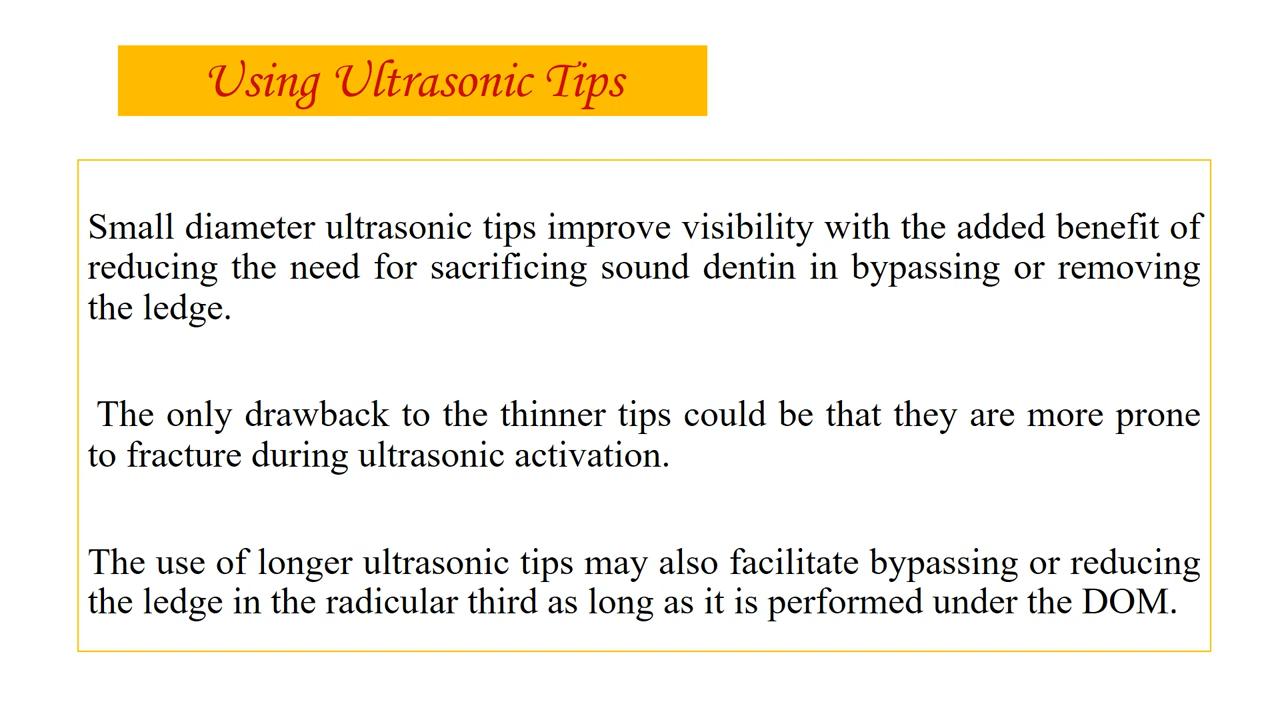 Using Ultrasonic Tips
Small diameter ultrasonic tips improve visibility with the added benefit of
reducing the need for sacrificing sound dentin in bypassing or removing
the ledge.
The only drawback to the thinner tips could be that they are more prone
to fracture during ultrasonic activation.
The use of longer ultrasonic tips may also facilitate bypassing or reducing
the ledge in the radicular third as long as it is performed under the DOM.